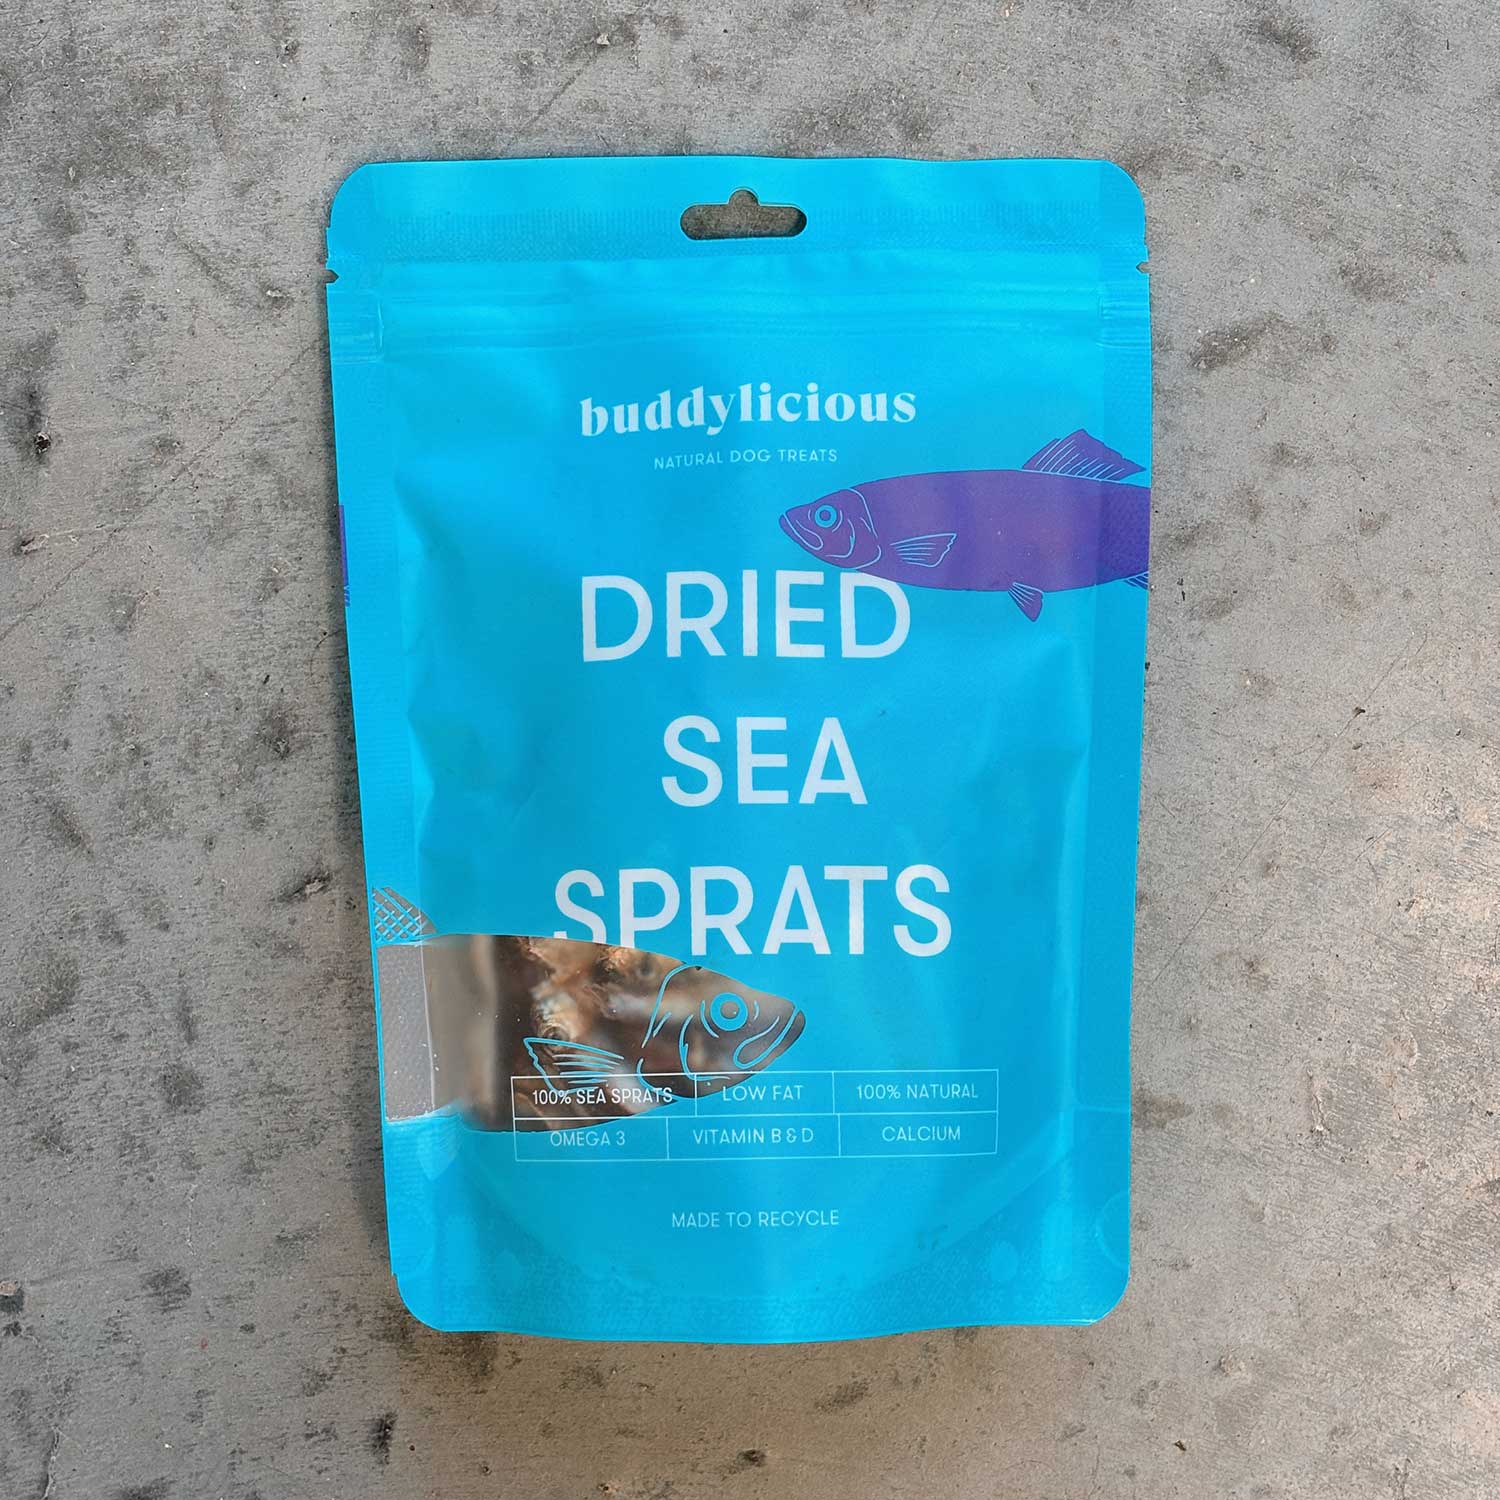 buddylicious
NATURAL DOG TREATS
DRIED
SEA
SPRATS
100% SEA SPRATS LOW FAT 100% NATURAL
OMEGA 3 VITAMIN B & D CALCIUM
MADE TO RECYCLE